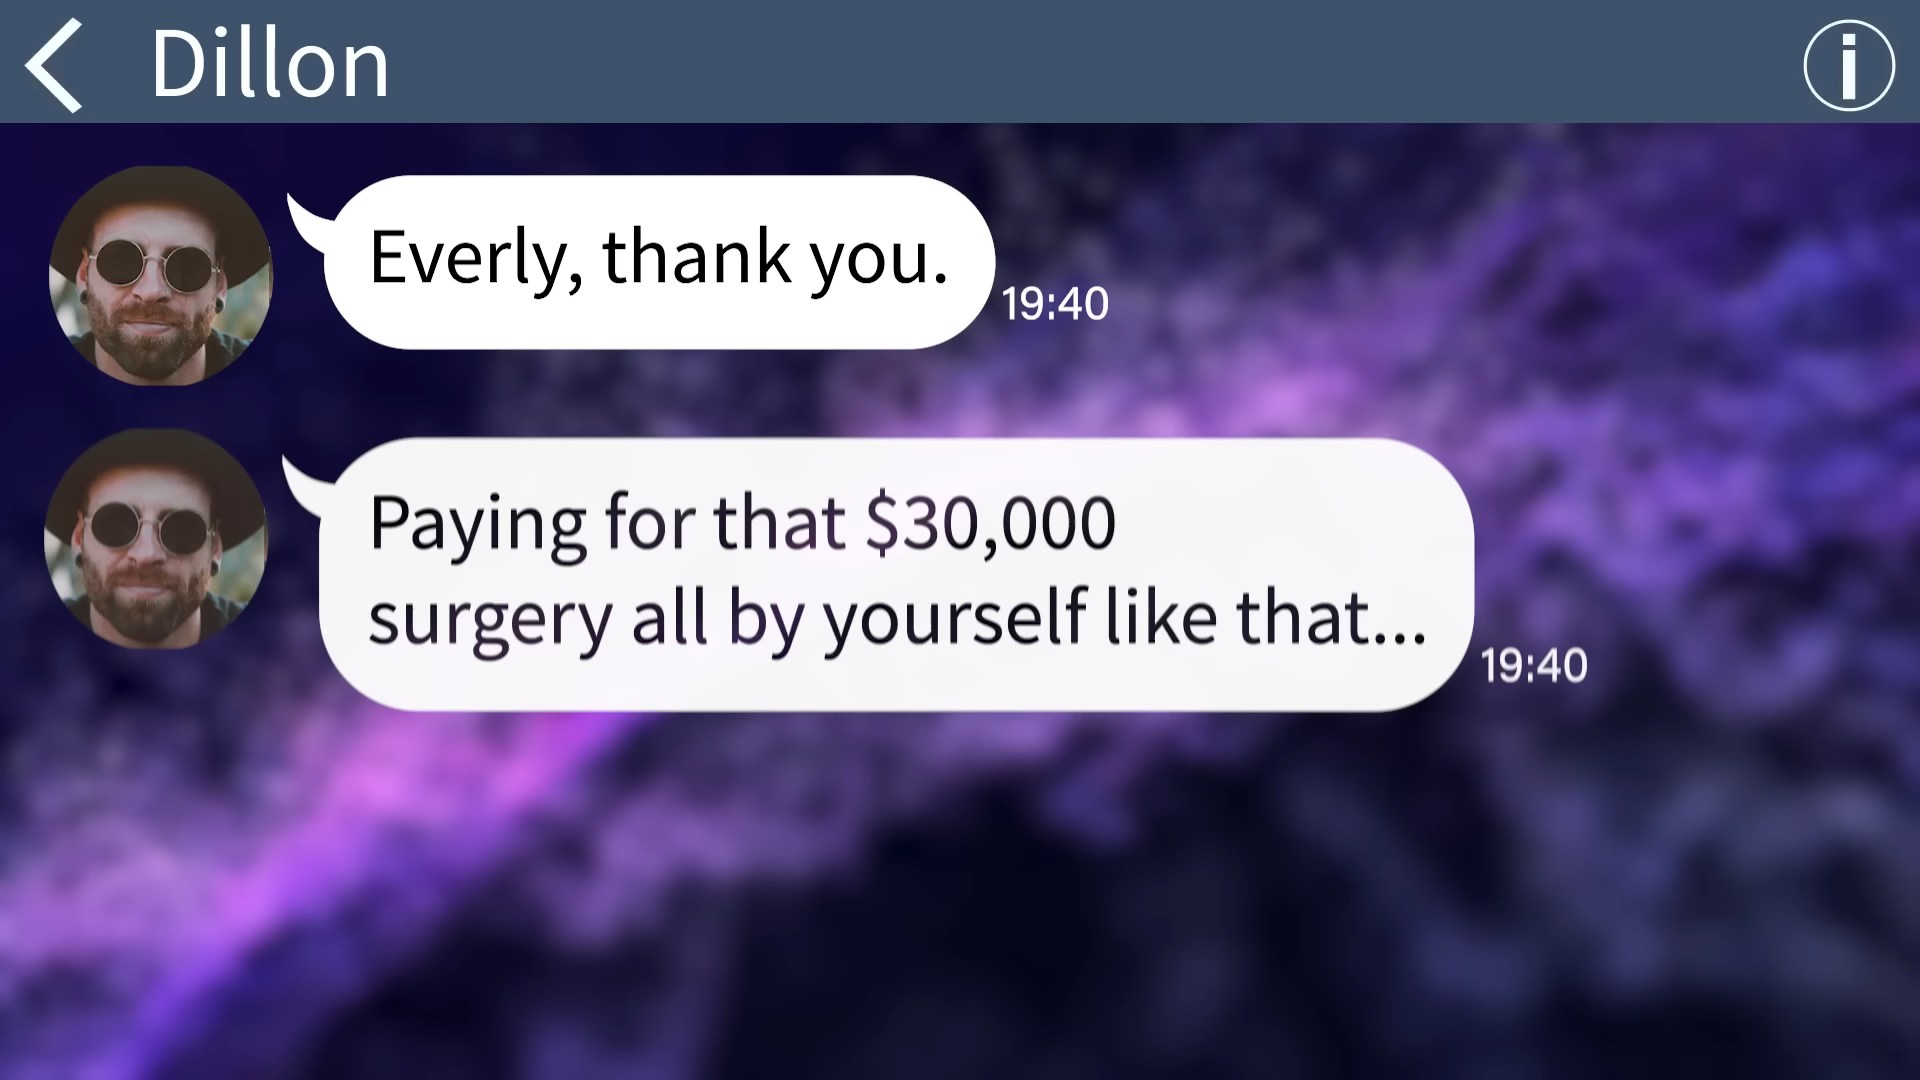 Dillon
Everly, thank you.
19:40
Paying for that $30,000
surgery all by yourself like that...
19:40